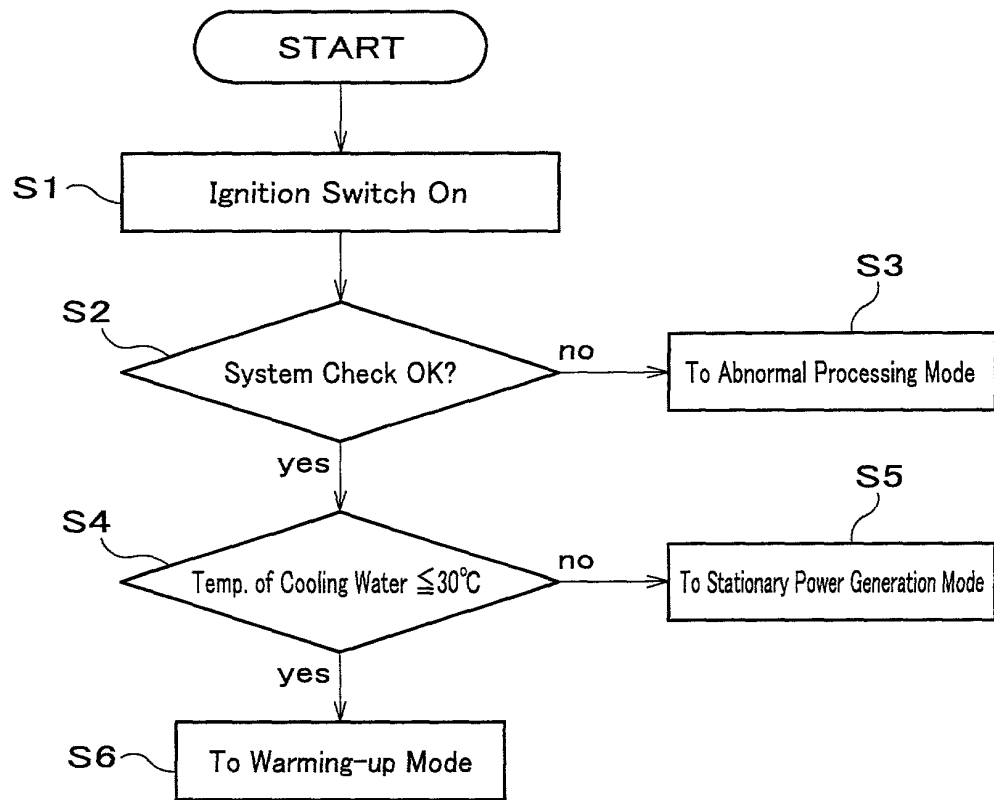 START
S1
Ignition Switch On
S2
System Check OK?
no
S3
To Abnormal Processing Mode
yes
S4
Temp. of Cooling Water ≦30℃
no
S5
To Stationary Power Generation Mode
yes
S6
To Warming-up Mode